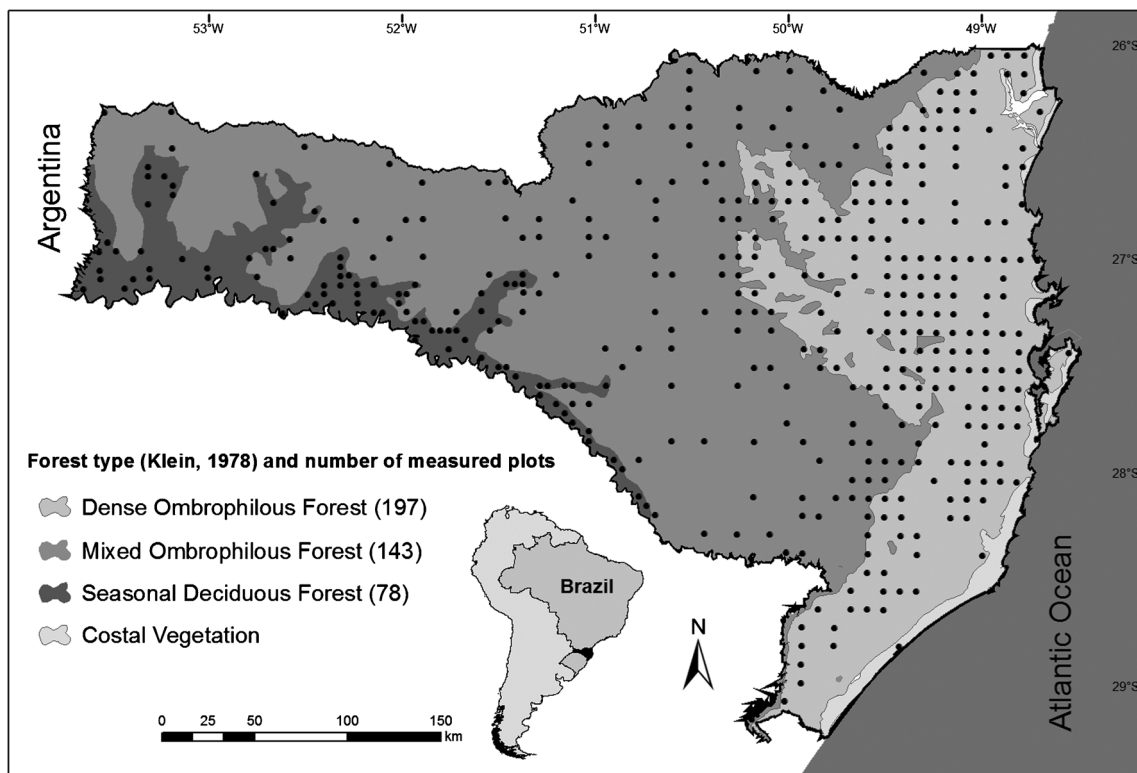 53°W
52°W
51°W
50°W
49°W
26°S
Argentina
27°S
Forest type (Klein, 1978) and number of measured plots
28°S
Dense Ombrophilous Forest (197)
Mixed Ombrophilous Forest (143)
Brazil
Seasonal Deciduous Forest (78)
Costal Vegetation
N
Atlantic Ocean
29°S
0 25 50 100 150
km